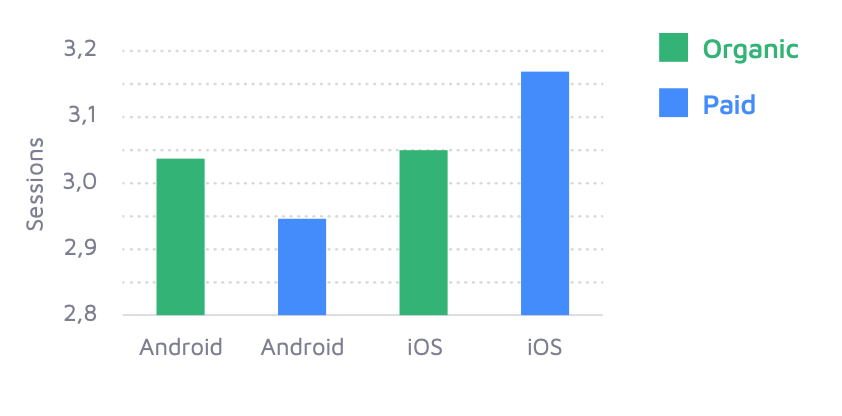 3,2
3,1
3,0
2,9
2,8
Sessions
Android Android iOS iOS
Organic
Paid